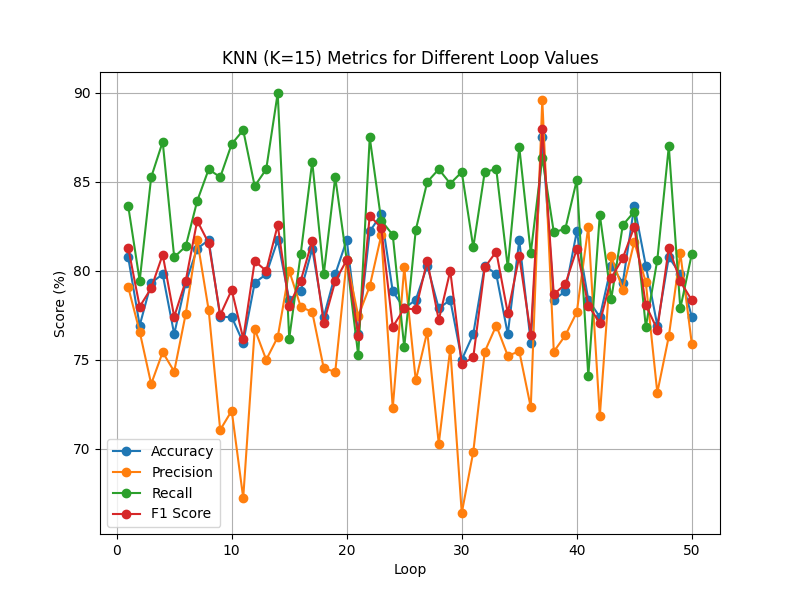 KNN (K=15) Metrics for Different Loop Values
Score (%)
90
85
80
75
70
Accuracy
Precision
Recall
F1 Score
0 10 20 30 40 50
Loop